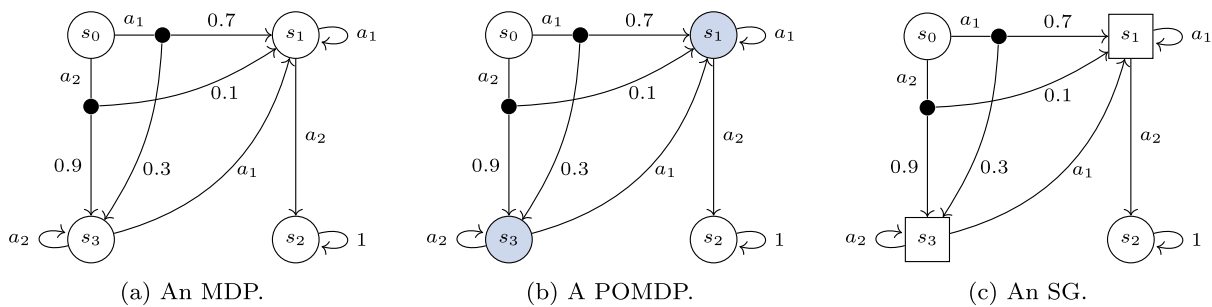 s₀ a₁ 0.7 s₁ a₁
a₂ 0.1
0.9 0.3 a₁ a₂
a₂ s₃ s₂ 1
(a) An MDP.
s₀ a₁ 0.7 s₁ a₁
a₂ 0.1
0.9 0.3 a₁ a₂
a₂ s₃ s₂ 1
(b) A POMDP.
s₀ a₁ 0.7 s₁ a₁
a₂ 0.1
0.9 0.3 a₁ a₂
a₂ s₃ s₂ 1
(c) An SG.